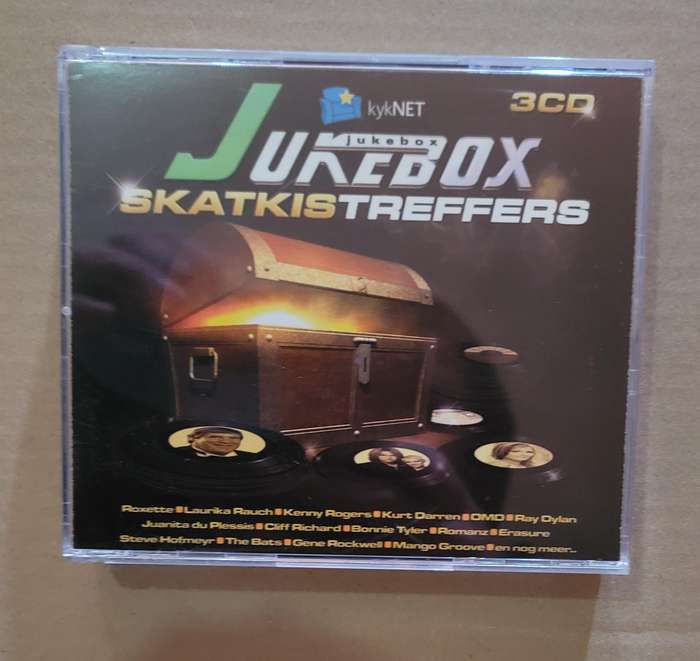 kykNET
3CD
jukebox
JUKEBOX
SKATKISTREFFERS
Roxette ▪ Laurika Rauch ▪ Kenny Rogers ▪ Kurt Darren ▪ OMD ▪ Ray Dylan
Juanita du Plessis ▪ Cliff Richard ▪ Bonnie Tyler ▪ Romanz ▪ Erasure
Steve Hofmeyr ▪ The Bats ▪ Gene Rockwell ▪ Mango Groove ▪ en nog meer..